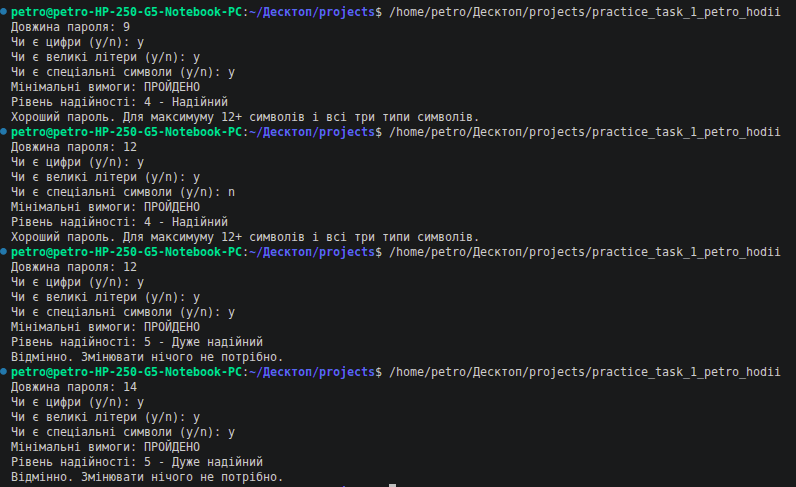 petro@petro-HP-250-G5-Notebook-PC:~/Десктоп/projects$ /home/petro/Десктоп/projects/practice_task_1_petro_hodii
Довжина пароля: 9
Чи є цифри (y/n): y
Чи є великі літери (y/n): y
Чи є спеціальні символи (y/n): y
Мінімальні вимоги: ПРОЙДЕНО
Рівень надійності: 4 - Надійний
Хороший пароль. Для максимуму 12+ символів і всі три типи символів.
petro@petro-HP-250-G5-Notebook-PC:~/Десктоп/projects$ /home/petro/Десктоп/projects/practice_task_1_petro_hodii
Довжина пароля: 12
Чи є цифри (y/n): y
Чи є великі літери (y/n): y
Чи є спеціальні символи (y/n): n
Мінімальні вимоги: ПРОЙДЕНО
Рівень надійності: 4 - Надійний
Хороший пароль. Для максимуму 12+ символів і всі три типи символів.
petro@petro-HP-250-G5-Notebook-PC:~/Десктоп/projects$ /home/petro/Десктоп/projects/practice_task_1_petro_hodii
Довжина пароля: 12
Чи є цифри (y/n): y
Чи є великі літери (y/n): y
Чи є спеціальні символи (y/n): y
Мінімальні вимоги: ПРОЙДЕНО
Рівень надійності: 5 - Дуже надійний
Відмінно. Змінювати нічого не потрібно.
petro@petro-HP-250-G5-Notebook-PC:~/Десктоп/projects$ /home/petro/Десктоп/projects/practice_task_1_petro_hodii
Довжина пароля: 14
Чи є цифри (y/n): y
Чи є великі літери (y/n): y
Чи є спеціальні символи (y/n): y
Мінімальні вимоги: ПРОЙДЕНО
Рівень надійності: 5 - Дуже надійний
Відмінно. Змінювати нічого не потрібно.